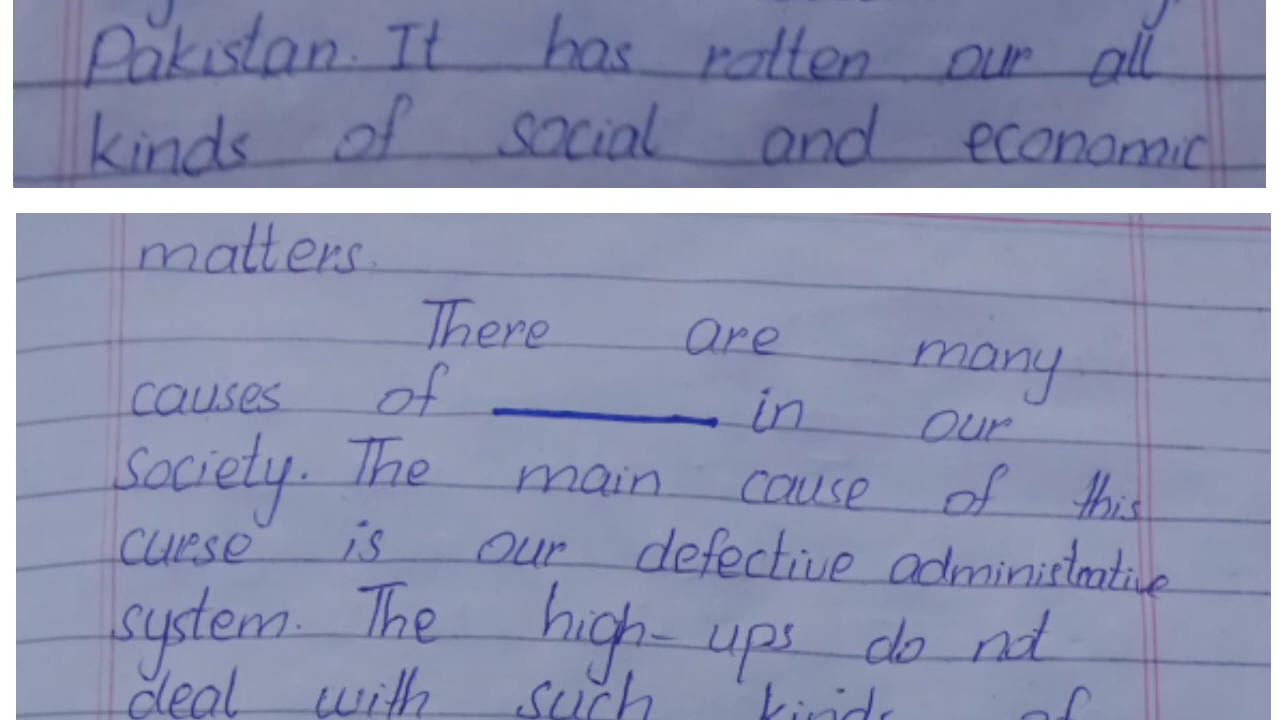 Pakistan. It has rotten our all
kinds of social and economic
matters.
There are many
causes of in our
society. The main cause of this
curse is our defective administrative
system. The high-ups do not
deal with such kinds of